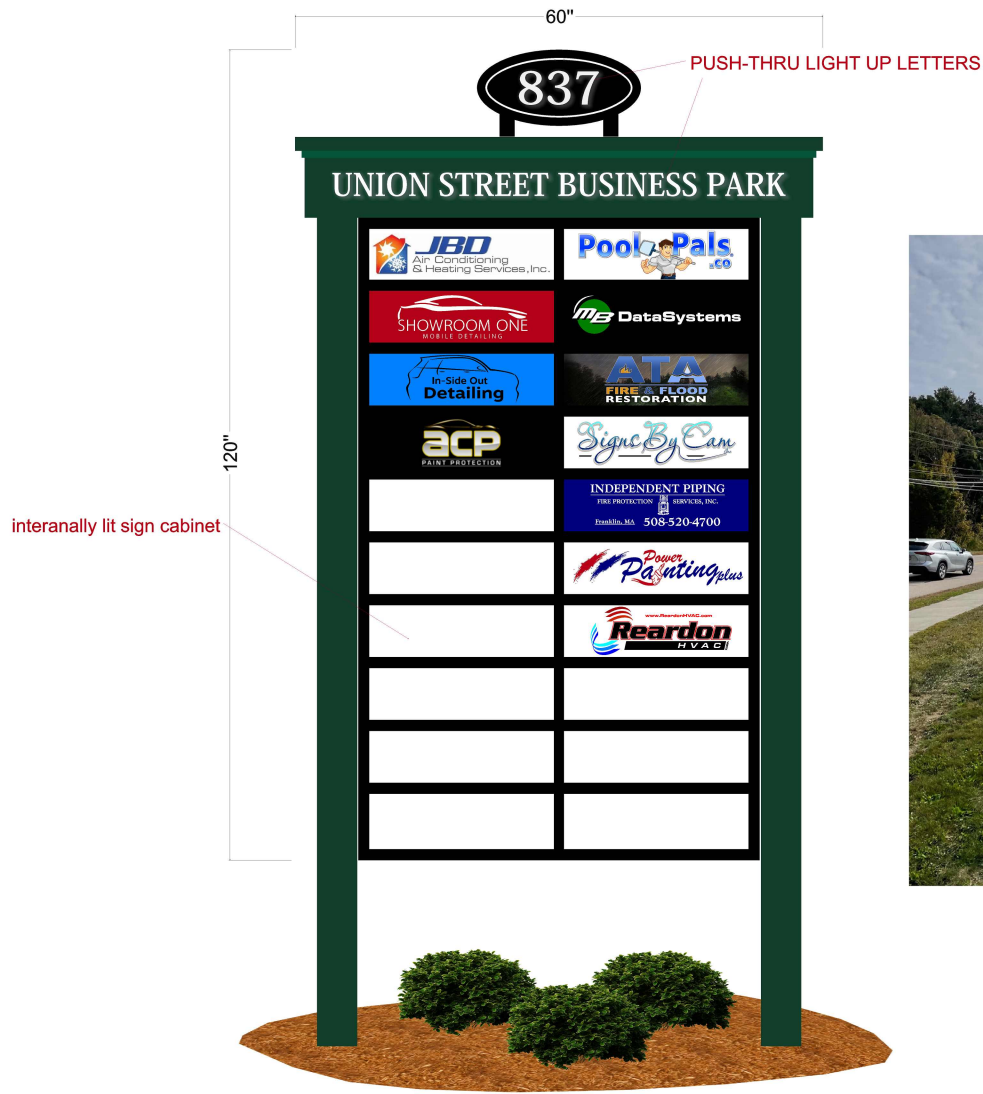 60"
PUSH-THRU LIGHT UP LETTERS
837
UNION STREET BUSINESS PARK
JBD
Air Conditioning
& Heating Services, Inc.
Pool Pals
.co
SHOWROOM ONE
MOBILE DETAILING
MB DataSystems
In-Side Out
Detailing
ATA
FIRE & FLOOD
RESTORATION
acp
PAINT PROTECTION
Signs By Cam
INDEPENDENT PIPING
FIRE PROTECTION SERVICES, INC.
Franklin, MA 508-520-4700
120"
interanally lit sign cabinet
Power
Painting plus
www.ReardonHVAC.com
Reardon
HVAC